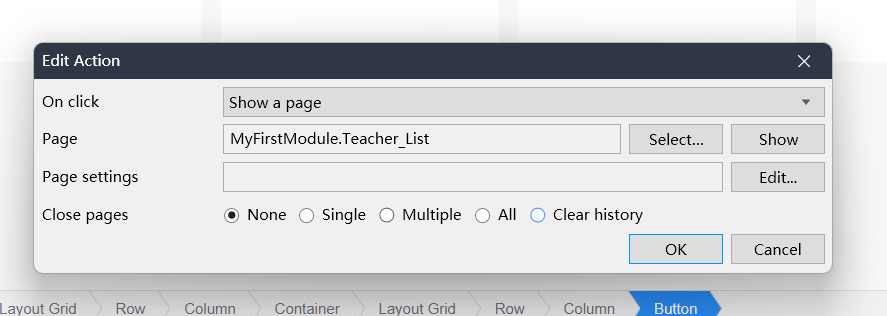 Edit Action
On click Show a page
Page MyFirstModule.Teacher_List Select... Show
Page settings Edit...
Close pages None Single Multiple All Clear history
OK Cancel
Layout Grid Row Column Container Layout Grid Row Column Button